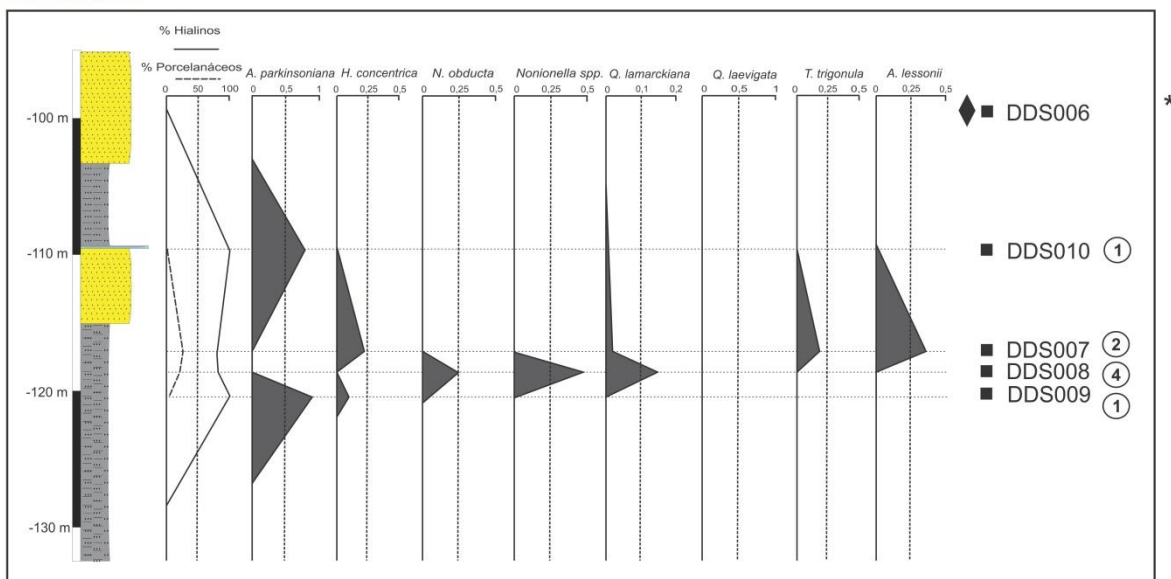 % Hialinos
% Porcelanáceos
A. parkinsoniana H. concentrica N. obducta Nonionella spp. Q. lamarckiana Q. laevigata T. trigonula A. lessonii
0 50 100 0 0,5 1 0 0,25 0,5 0 0,25 0,5 0 0,25 0,5 0 0,1 0,2 0 0,5 1 0 0,25 0,5 0 0,25 0,5
*
-100 m DDS006
-110 m DDS010 1
DDS007 2
DDS008 4
-120 m DDS009 1
-130 m